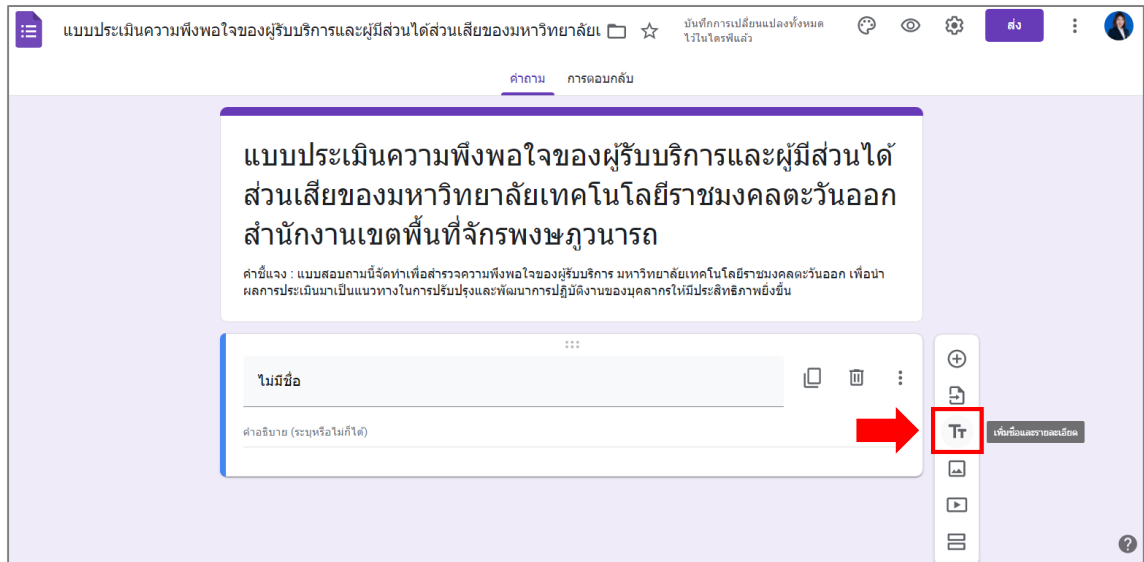 แบบประเมินความพึงพอใจของผู้รับบริการและผู้มีส่วนได้ส่วนเสียของมหาวิทยาลัยเ
บันทึกการเปลี่ยนแปลงทั้งหมด
ไว้ในไดรฟ์แล้ว
ส่ง
คำถาม การตอบกลับ
แบบประเมินความพึงพอใจของผู้รับบริการและผู้มีส่วนได้
ส่วนเสียของมหาวิทยาลัยเทคโนโลยีราชมงคลตะวันออก
สำนักงานเขตพื้นที่จักรพงษภูวนารถ
คำชี้แจง : แบบสอบถามนี้จัดทำเพื่อสำรวจความพึงพอใจของผู้รับบริการ มหาวิทยาลัยเทคโนโลยีราชมงคลตะวันออก เพื่อนำ
ผลการประเมินมาเป็นแนวทางในการปรับปรุงและพัฒนาการปฏิบัติงานของบุคลากรให้มีประสิทธิภาพยิ่งขึ้น
ไม่มีชื่อ
คำอธิบาย (ระบุหรือไม่ก็ได้)
Tт
เพิ่มชื่อและรายละเอียด